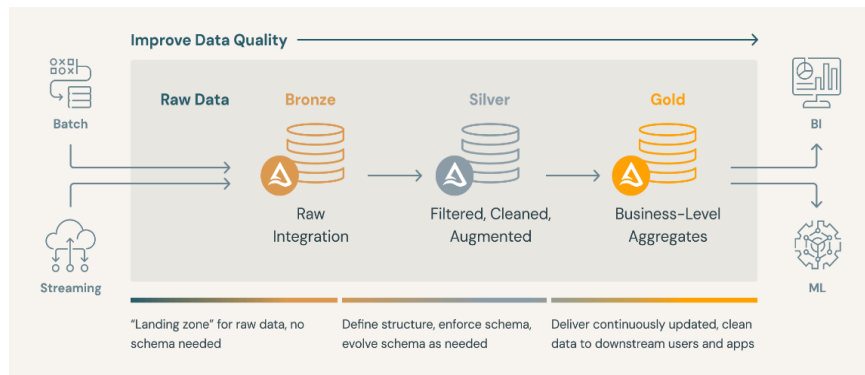 Improve Data Quality
Batch
Raw Data
Bronze
Silver
Gold
BI
Raw
Integration
Filtered, Cleaned,
Augmented
Business-Level
Aggregates
Streaming
ML
“Landing zone” for raw data, no
schema needed
Define structure, enforce schema,
evolve schema as needed
Deliver continuously updated, clean
data to downstream users and apps